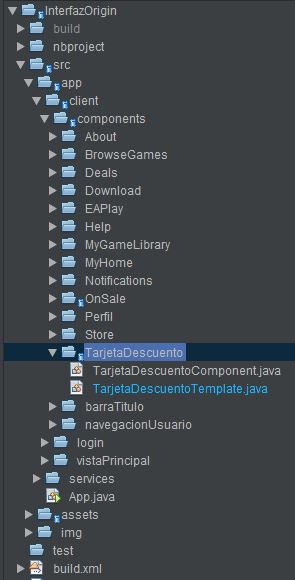 InterfazOrigin
build
nbproject
src
app
client
components
About
BrowseGames
Deals
Download
EAPlay
Help
MyGameLibrary
MyHome
Notifications
OnSale
Perfil
Store
TarjetaDescuento
TarjetaDescuentoComponent.java
TarjetaDescuentoTemplate.java
barraTitulo
navegacionUsuario
login
vistaPrincipal
services
App.java
assets
img
test
build.xml